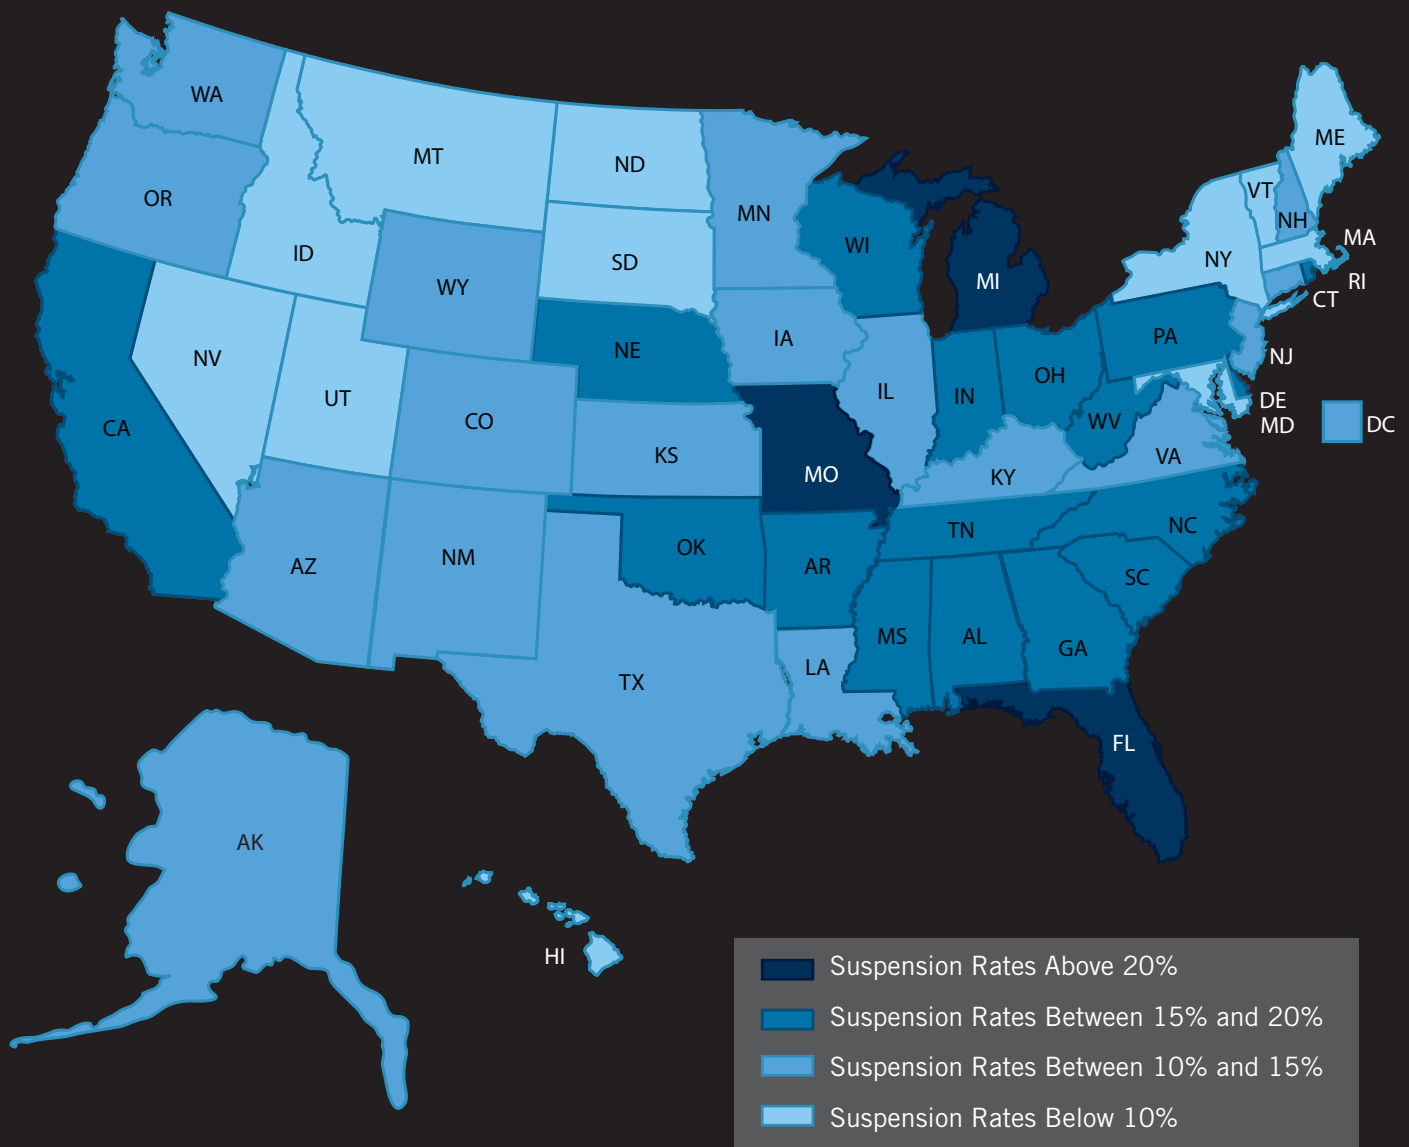 WA
MT
ND
ME
VT
OR
MN
NH
MA
WI
ID
NY
SD
RI
MI
WY
CT
PA
IA
NE
NJ
NV
OH
IL
IN
UT
DE
CO
WV
MD
DC
CA
KS
VA
MO
KY
NC
TN
OK
NM
AZ
AR
SC
MS
AL
GA
LA
TX
FL
AK
HI
Suspension Rates Above 20%
Suspension Rates Between 15% and 20%
Suspension Rates Between 10% and 15%
Suspension Rates Below 10%